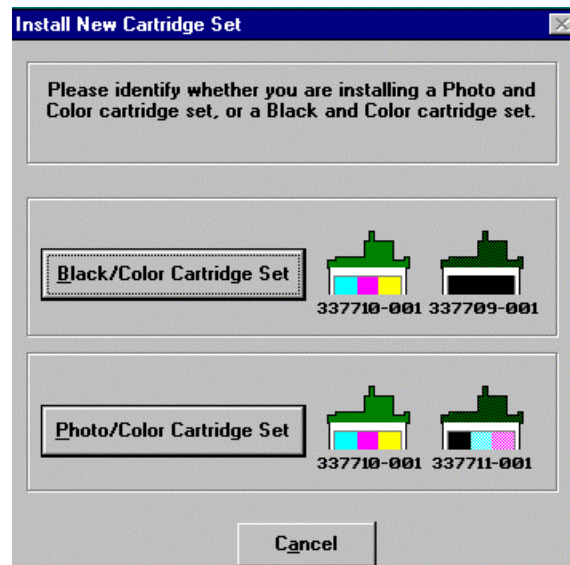 Install New Cartridge Set
Please identify whether you are installing a Photo and
Color cartridge set, or a Black and Color cartridge set.
Black/Color Cartridge Set
337710-001 337709-001
Photo/Color Cartridge Set
337710-001 337711-001
Cancel